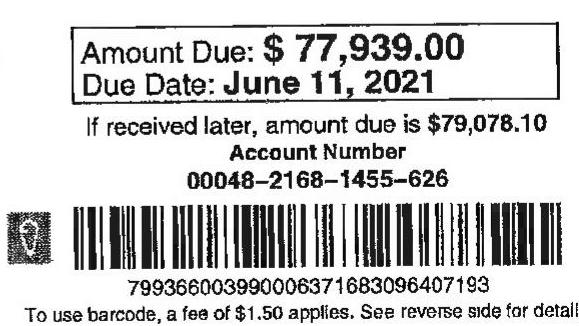 Amount Due: $ 77,939.00
Due Date: June 11, 2021
If received later, amount due is $79,078.10
Account Number
00048-2168-1455-626
799366003990006371683096407193
To use barcode, a fee of $1.50 applies. See reverse side for detail